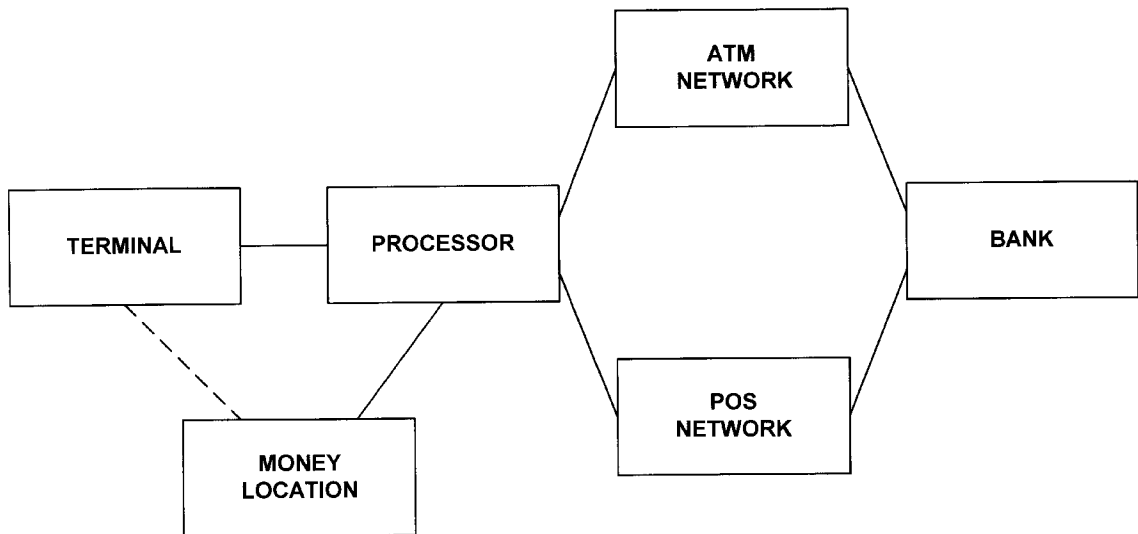 ATM
NETWORK
TERMINAL
PROCESSOR
BANK
POS
NETWORK
MONEY
LOCATION